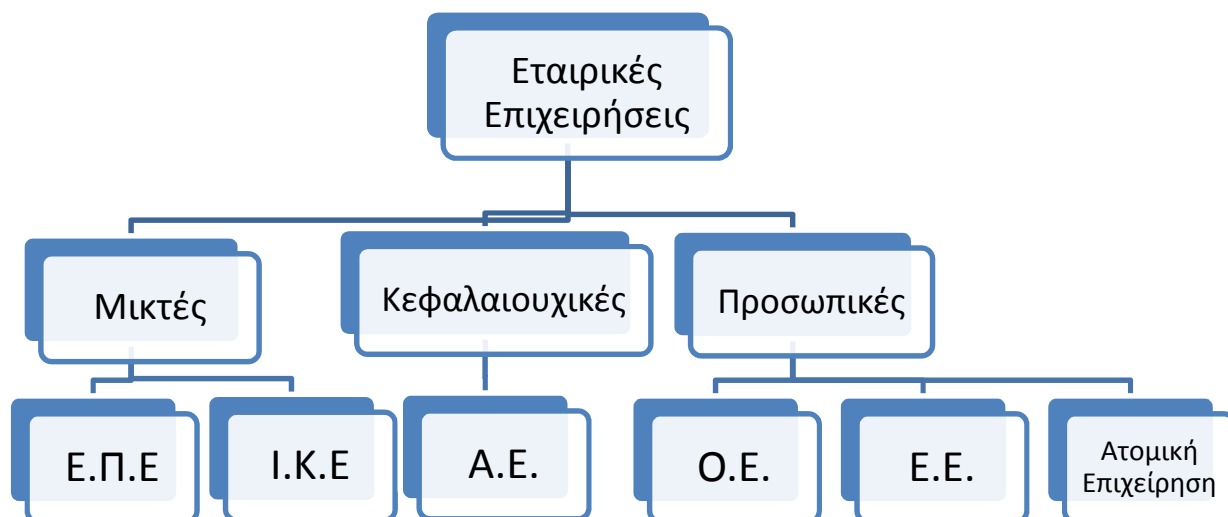 Εταιρικές
Επιχειρήσεις
Μικτές
Κεφαλαιουχικές
Προσωπικές
Ε.Π.Ε
Ι.Κ.Ε
Α.Ε.
Ο.Ε.
Ε.Ε.
Ατομική
Επιχείρηση